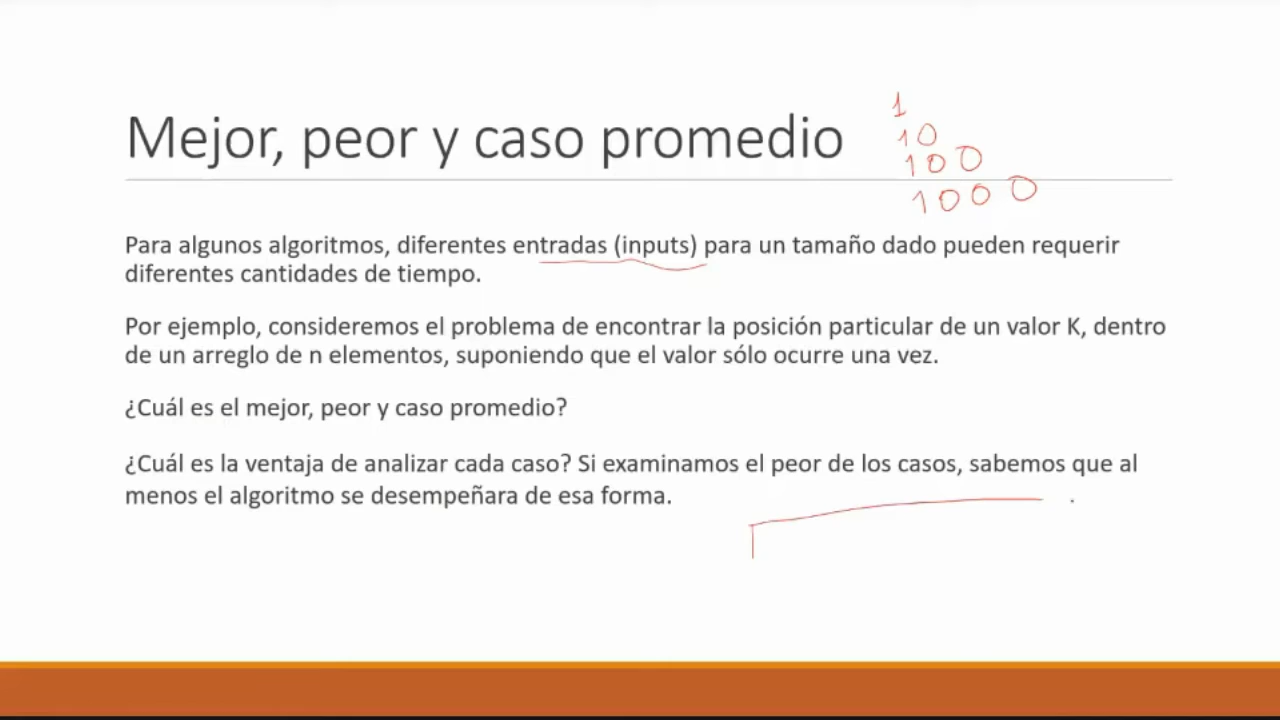 Mejor, peor y caso promedio
1
10
100
1000
Para algunos algoritmos, diferentes entradas (inputs) para un tamaño dado pueden requerir
diferentes cantidades de tiempo.
Por ejemplo, consideremos el problema de encontrar la posición particular de un valor K, dentro
de un arreglo de n elementos, suponiendo que el valor sólo ocurre una vez.
¿Cuál es el mejor, peor y caso promedio?
¿Cuál es la ventaja de analizar cada caso? Si examinamos el peor de los casos, sabemos que al
menos el algoritmo se desempeñara de esa forma.